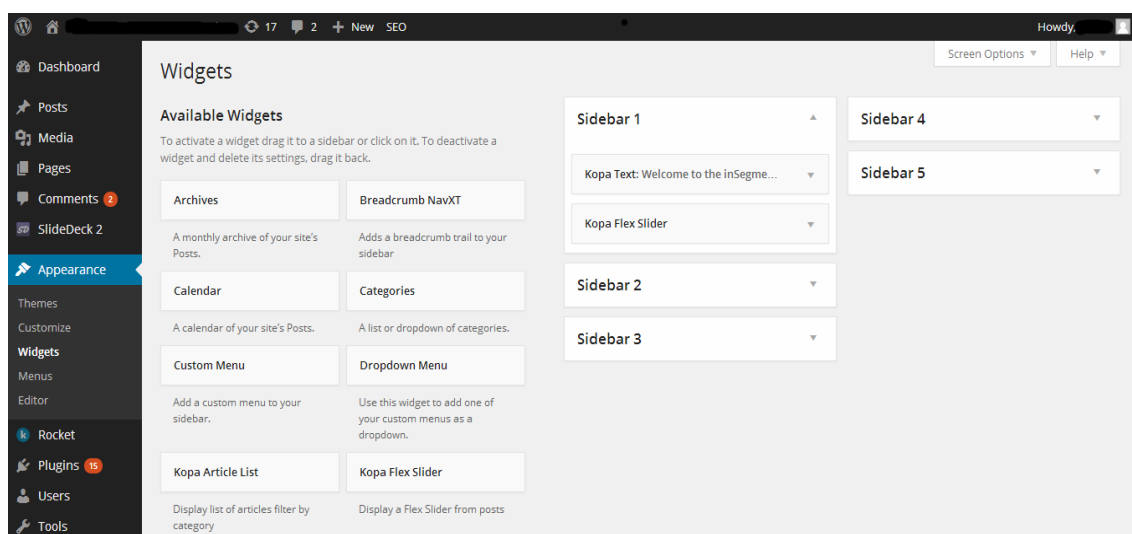 17 2 New SEO Howdy,
Screen Options Help
Dashboard
Posts
Media
Pages
Comments 2
SlideDeck 2
Appearance
Themes
Customize
Widgets
Menus
Editor
Rocket
Plugins 15
Users
Tools
Widgets
Available Widgets
To activate a widget drag it to a sidebar or click on it. To deactivate a
widget and delete its settings, drag it back.
Archives
A monthly archive of your site's
Posts.
Breadcrumb NavXT
Adds a breadcrumb trail to your
sidebar
Calendar
A calendar of your site's Posts.
Categories
A list or dropdown of categories.
Custom Menu
Add a custom menu to your
sidebar.
Dropdown Menu
Use this widget to add one of
your custom menus as a
dropdown.
Kopa Article List
Display list of articles filter by
category
Kopa Flex Slider
Display a Flex Slider from posts
Sidebar 1
Kopa Text: Welcome to the inSegme...
Kopa Flex Slider
Sidebar 2
Sidebar 3
Sidebar 4
Sidebar 5